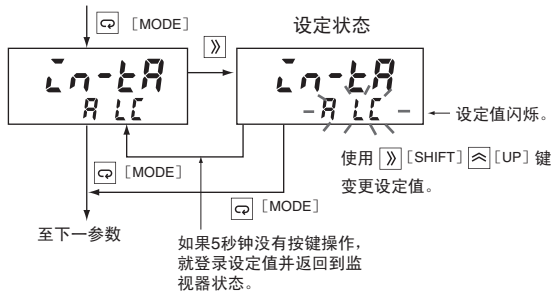 [MODE]
设定状态
in-tA
A LC
in-tA
A LC
设定值闪烁。
使用 [SHIFT] [UP] 键
变更设定值。
[MODE]
[MODE]
至下一参数
如果5秒钟没有按键操作，
就登录设定值并返回到监
视器状态。